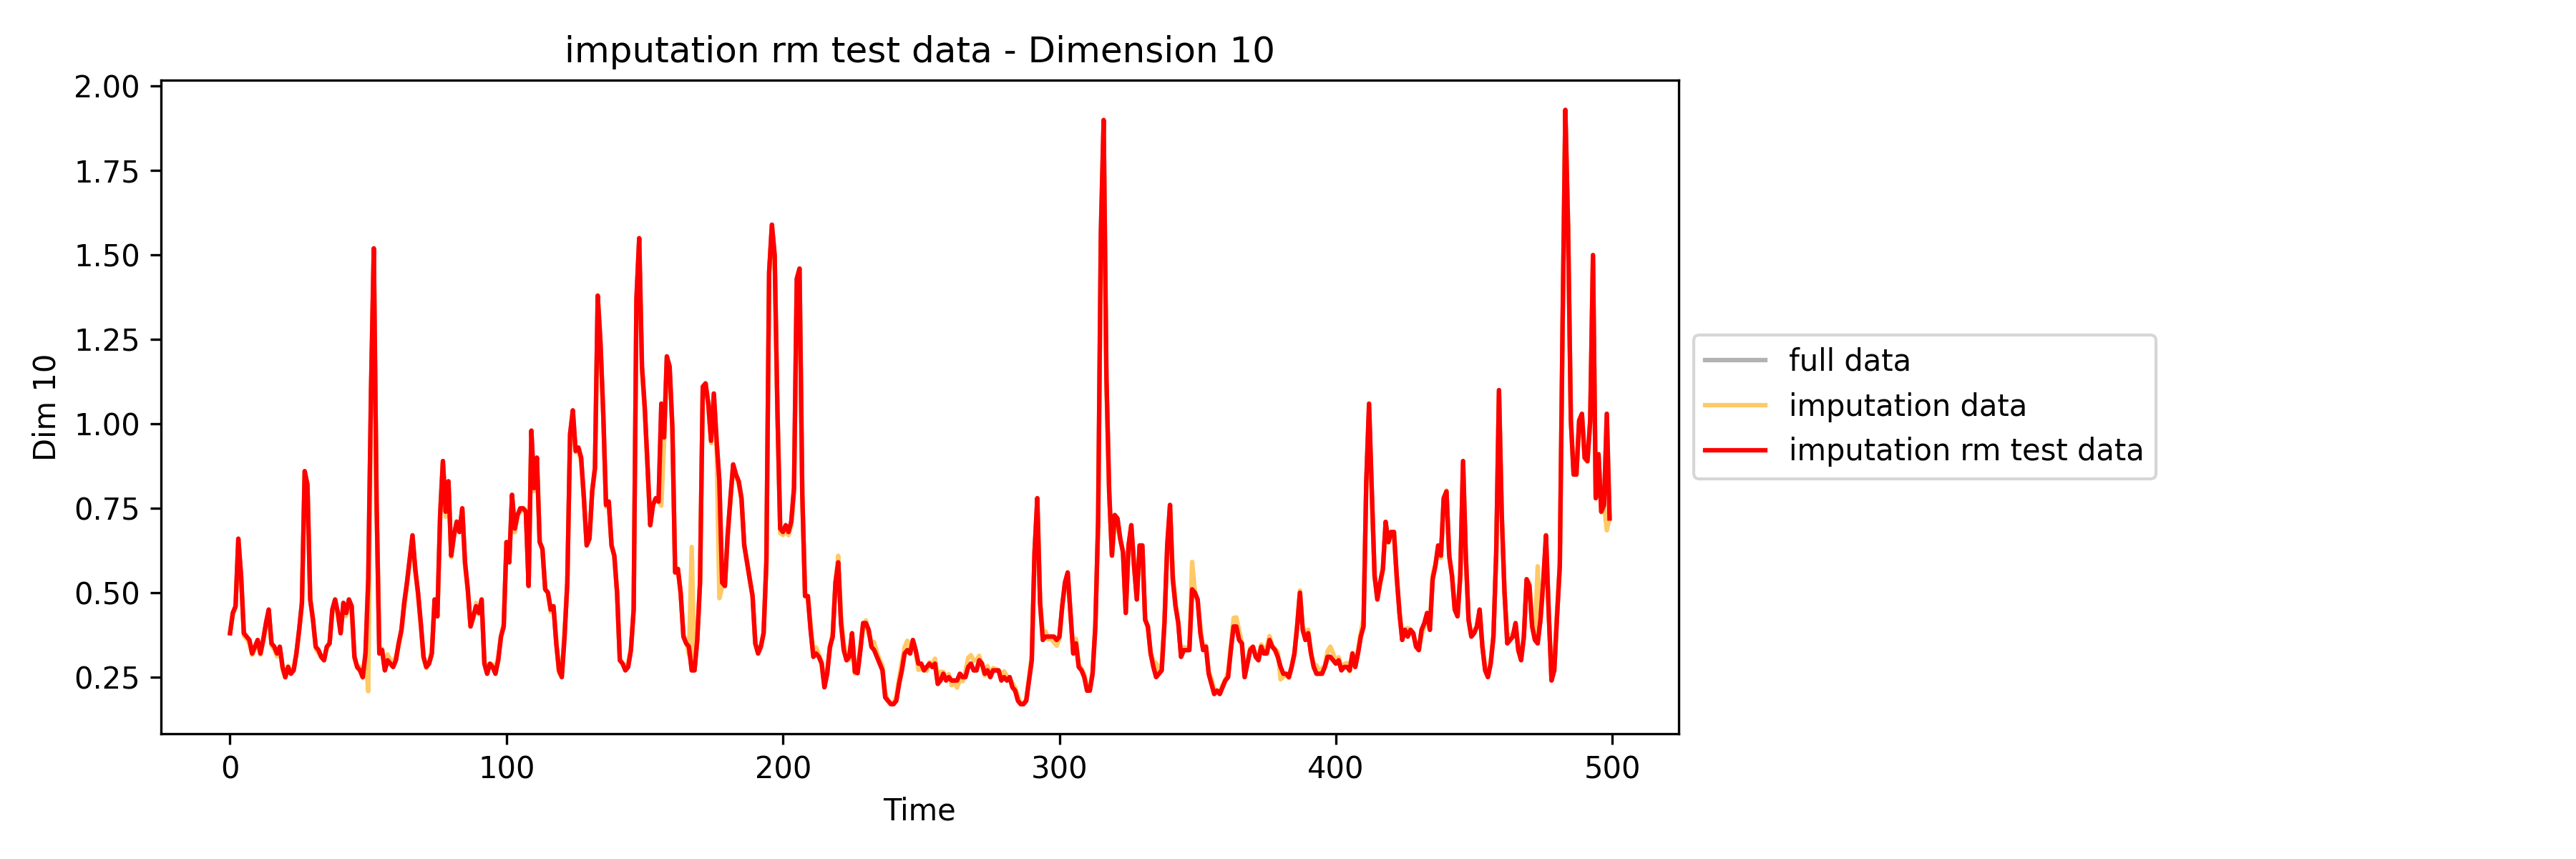 imputation rm test data - Dimension 10
2.00
1.75
1.50
1.25
1.00
0.75
0.50
0.25
Dim 10
0 100 200 300 400 500
Time
full data
imputation data
imputation rm test data